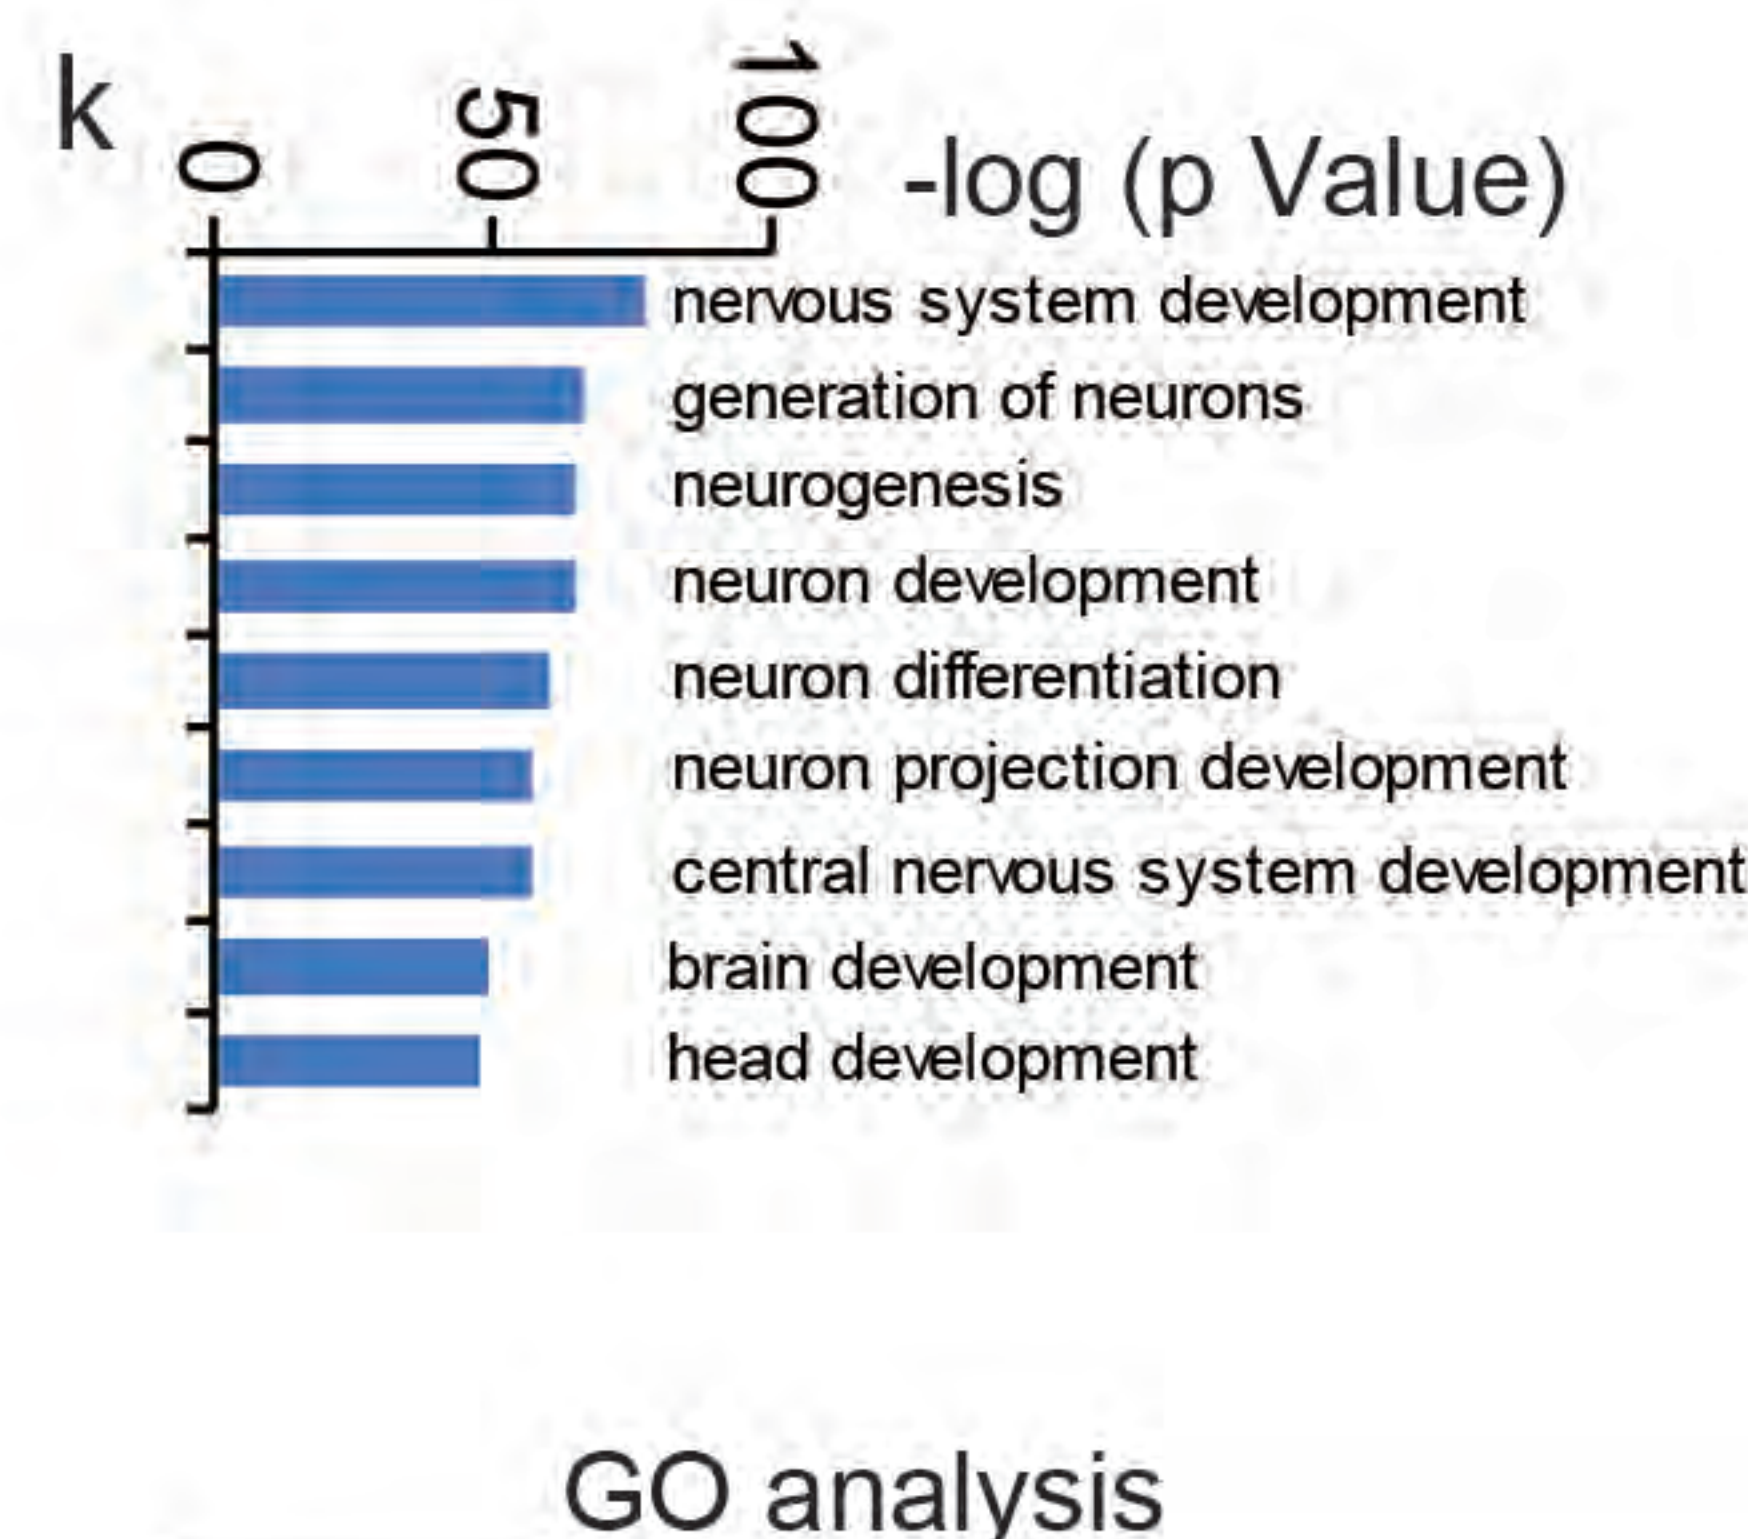 k
0 50 100 -log (p Value)
nervous system development
generation of neurons
neurogenesis
neuron development
neuron differentiation
neuron projection development
central nervous system development
brain development
head development
GO analysis